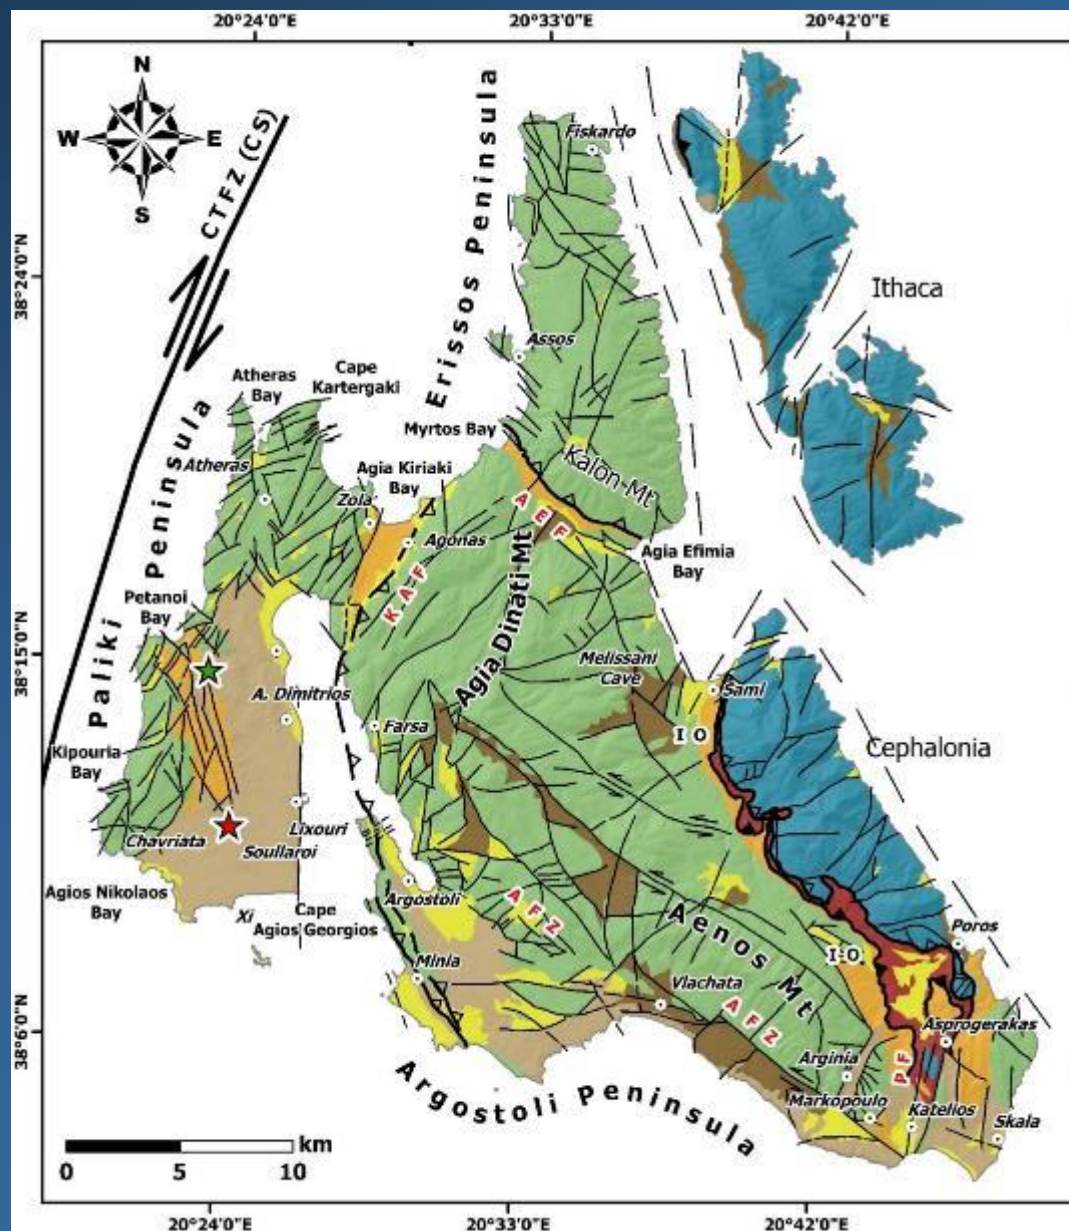 20°24'0"E
20°33'0"E
20°42'0"E
N
W
E
S
CTFZ (CS)
Erissos Peninsula
Fiskardo
38°24'0"N
Ithaca
Assos
Atheras
Bay
Cape
Kartergaki
Paliki Peninsula
Myrtos Bay
Kalon Mt
Atheras
Agia Kiriaki
Bay
Zola
AEF
Agonas
Agia Efimia
Bay
KAF
Agia Dinati Mt
Petanoi
Bay
38°15'0"N
Melissani
Cave
Sami
A. Dimitrios
Farsa
IO
Kipouria
Bay
Cephalonia
Lixouri
Chavriata
Soullaroi
Agios Nikolaos
Bay
Argostoli
AFZ
Aenos Mt
Xi
Cape
Agios Georgios
Poros
IO
Minia
Vlachata
AFZ
38°6'0"N
Asprogerakas
Arginia
PF
Markopoulo
Katelios
Skala
Argostoli Peninsula
km
0
5
10
20°24'0"E
20°33'0"E
20°42'0"E